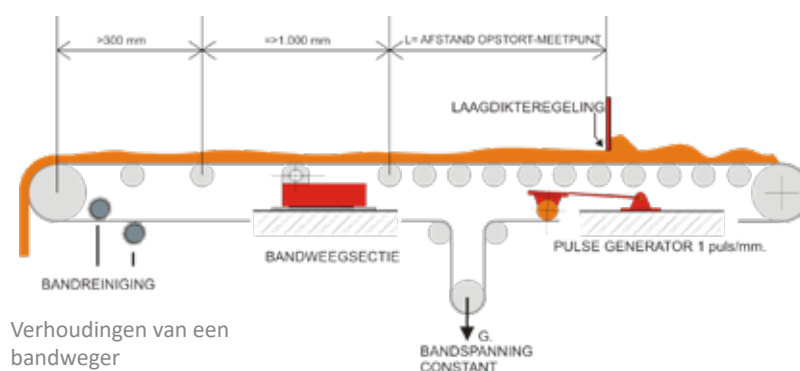 >300 mm
=>1.000 mm
L= AFSTAND OPSTORT-MEETPUNT
LAAGDIKTEREGELING
BANDWEEGSECTIE
PULSE GENERATOR 1 puls/mm.
BANDREINIGING
Verhoudingen van een
bandweger
G.
BANDSPANNING
CONSTANT